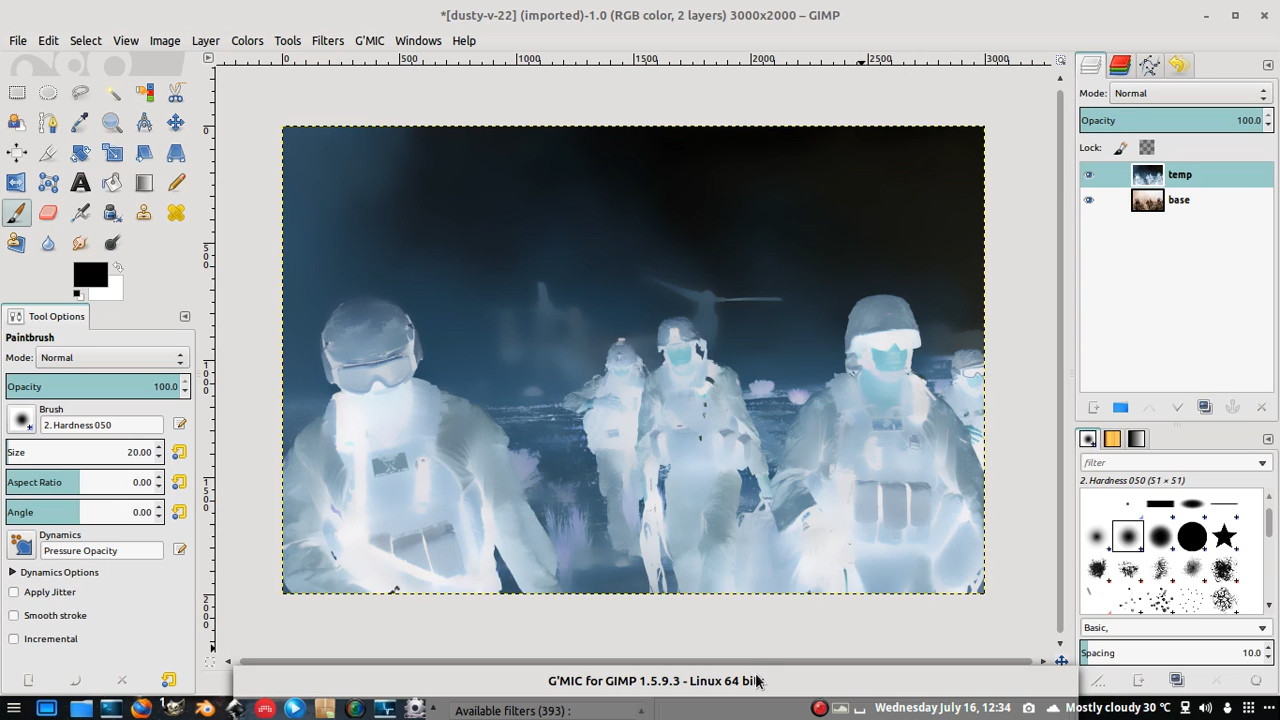 *[dusty-v-22] (imported)-1.0 (RGB color, 2 layers) 3000x2000 – GIMP
File Edit Select View Image Layer Colors Tools Filters G'MIC Windows Help
0 500 1000 1500 2000 2500 3000
Mode: Normal
Opacity 100.0
Lock:
temp
base
0
500
1000
1500
2000
Tool Options
Paintbrush
Mode: Normal
Opacity 100.0
Brush
2. Hardness 050
Size 20.00
Aspect Ratio 0.00
Angle 0.00
Dynamics
Pressure Opacity
Dynamics Options
Apply Jitter
Smooth stroke
Incremental
filter
2. Hardness 050 (51 × 51)
Basic,
Spacing 10.0
G'MIC for GIMP 1.5.9.3 - Linux 64 bit
Available filters (393) :
Wednesday July 16, 12:34
Mostly cloudy 30 °C